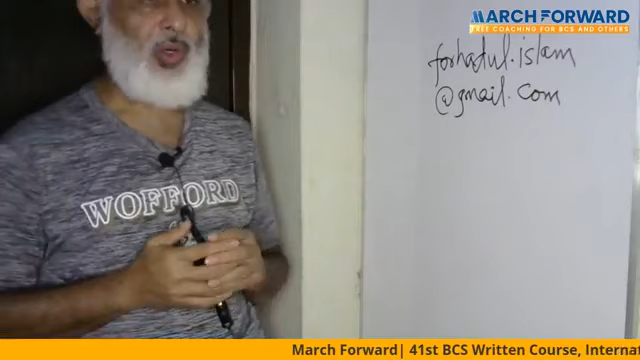 MARCH FORWARD
FREE COACHING FOR BCS AND OTHERS
forhadul.islam
@gmail.com
WOFFORD
March Forward| 41st BCS Written Course, Internat